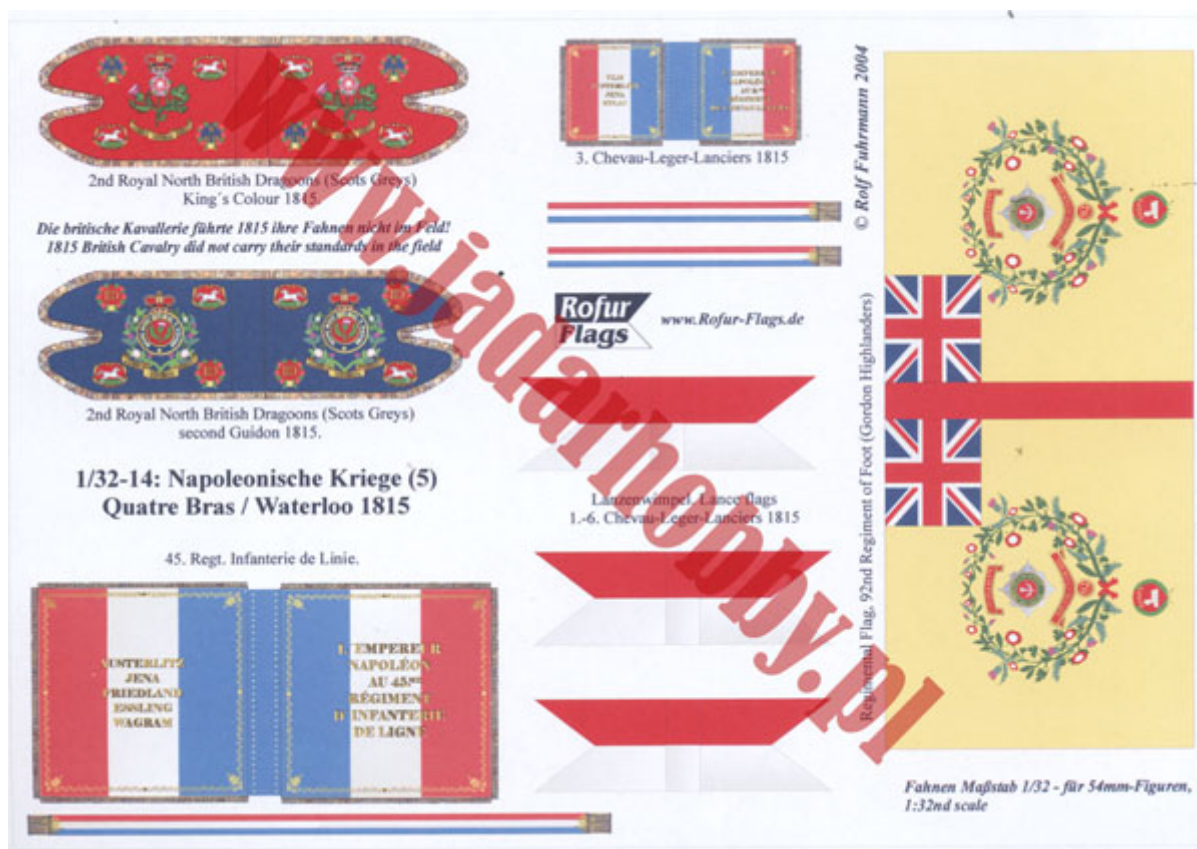 2nd Royal North British Dragoons (Scots Greys)
King´s Colour 1815.
Die britische Kavallerie führte 1815 ihre Fahnen nicht im Feld!
1815 British Cavalry did not carry their standards in the field
2nd Royal North British Dragoons (Scots Greys)
second Guidon 1815.
1/32-14: Napoleonische Kriege (5)
Quatre Bras / Waterloo 1815
45. Regt. Infanterie de Linie.
AUSTERLITZ
JENA
FRIEDLAND
ESSLING
WAGRAM
L'EMPEREUR
NAPOLÉON
AU 45ME
RÉGIMENT
D'INFANTERIE
DE LIGNE
JENA
L'EMPEREUR
NAPOLÉON
RÉGIMENT
3. Chevau-Leger-Lanciers 1815
Rofur
Flags
www.Rofur-Flags.de
Lanzenwimpel, Lance flags
1.-6. Chevau-Leger-Lanciers 1815
© Rolf Fuhrmann 2004
Regimental Flag, 92nd Regiment of Foot (Gordon Highlanders)
Fahnen Maßstab 1/32 - für 54mm-Figuren,
1:32nd scale
www.jadarhobby.pl